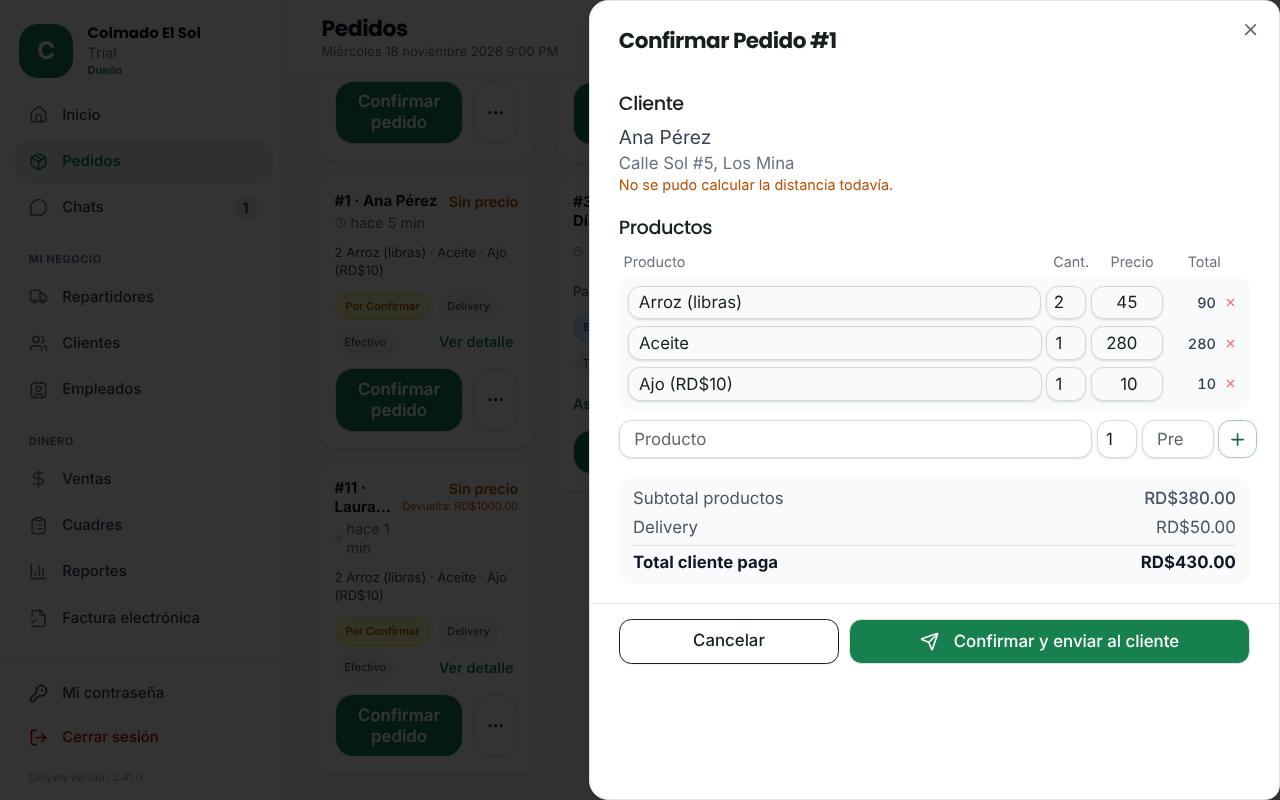 C
Colmado El Sol
Trial
Dueño
Inicio
Pedidos
Chats
1
MI NEGOCIO
Repartidores
Clientes
Empleados
DINERO
Ventas
Cuadres
Reportes
Factura electrónica
Mi contraseña
Cerrar sesión
Delywa versión 2.41.0
Pedidos
Miércoles 18 noviembre 2026 9:00 PM
Confirmar
pedido
#1 · Ana Pérez
Sin precio
hace 5 min
2 Arroz (libras) · Aceite · Ajo
(RD$10)
Por Confirmar
Delivery
Efectivo
Ver detalle
Confirmar
pedido
#11 ·
Laura...
Sin precio
Devuelta: RD$1000.00
hace 1
min
2 Arroz (libras) · Aceite · Ajo
(RD$10)
Por Confirmar
Delivery
Efectivo
Ver detalle
Confirmar
pedido
Confirmar Pedido #1
Cliente
Ana Pérez
Calle Sol #5, Los Mina
No se pudo calcular la distancia todavía.
Productos
Producto Cant. Precio Total
Arroz (libras) 2 45 90
Aceite 1 280 280
Ajo (RD$10) 1 10 10
Producto 1 Pre
Subtotal productos RD$380.00
Delivery RD$50.00
Total cliente paga RD$430.00
Cancelar
Confirmar y enviar al cliente